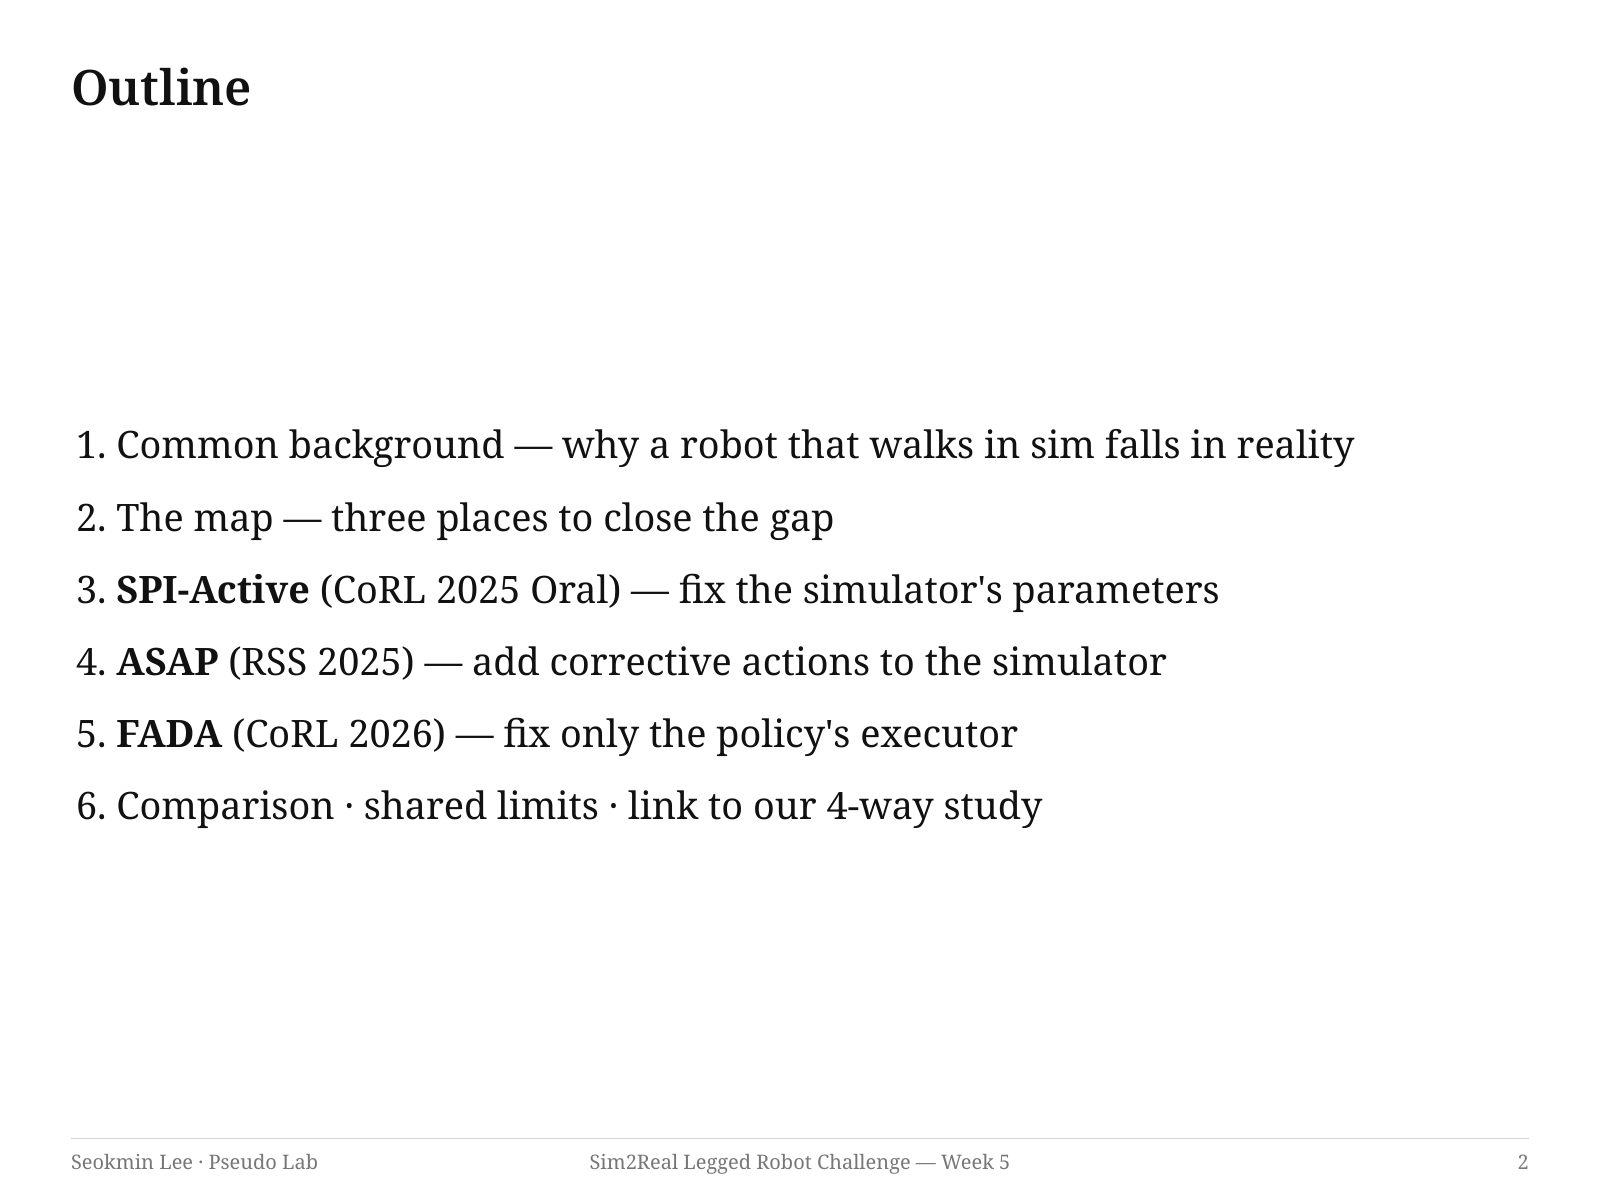 Outline
1. Common background — why a robot that walks in sim falls in reality
2. The map — three places to close the gap
3. SPI-Active (CoRL 2025 Oral) — fix the simulator's parameters
4. ASAP (RSS 2025) — add corrective actions to the simulator
5. FADA (CoRL 2026) — fix only the policy's executor
6. Comparison · shared limits · link to our 4-way study
Seokmin Lee · Pseudo Lab
Sim2Real Legged Robot Challenge — Week 5
2